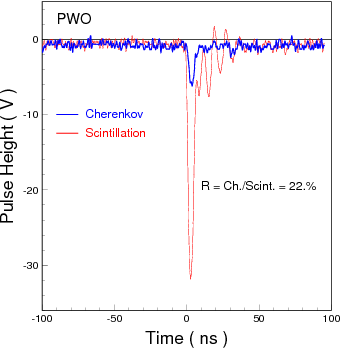 PWO
0
-10
-20
-30
Pulse Height ( V )
Cherenkov
Scintillation
R = Ch./Scint. = 22.%
-100 -50 0 50 100
Time ( ns )